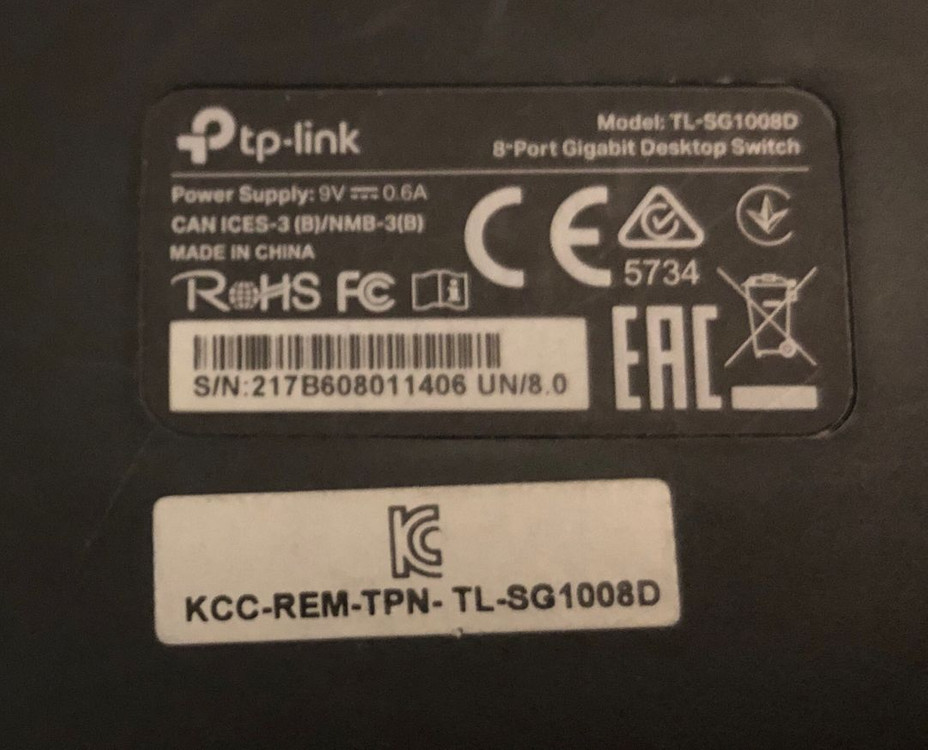 tp-link
Model: TL-SG1008D
8-Port Gigabit Desktop Switch
Power Supply: 9V ⎓ 0.6A
CAN ICES-3 (B)/NMB-3(B)
MADE IN CHINA
RoHS FC i
CE
5734
EAC
S/N:217B608011406 UN/8.0
KC
KCC-REM-TPN- TL-SG1008D